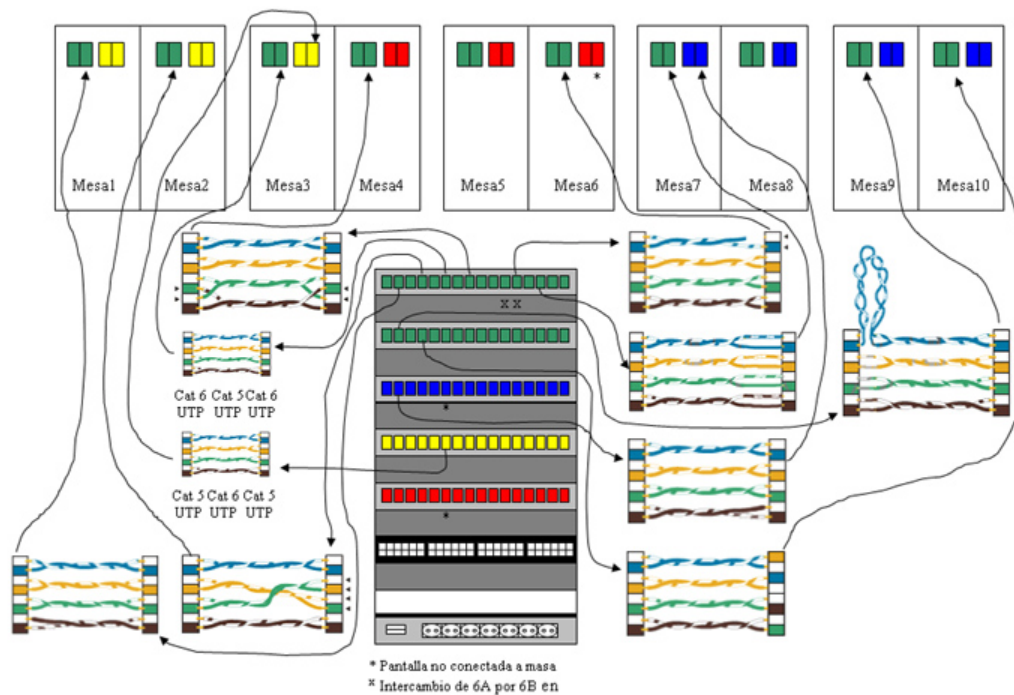 Mesa1 Mesa2 Mesa3 Mesa4 Mesa5 Mesa6 Mesa7 Mesa8 Mesa9 Mesa10
*
x x
Cat 6 Cat 5 Cat 6
UTP UTP UTP
*
Cat 5 Cat 6 Cat 5
UTP UTP UTP
*
* Pantalla no conectada a masa
x Intercambio de 6A por 6B en